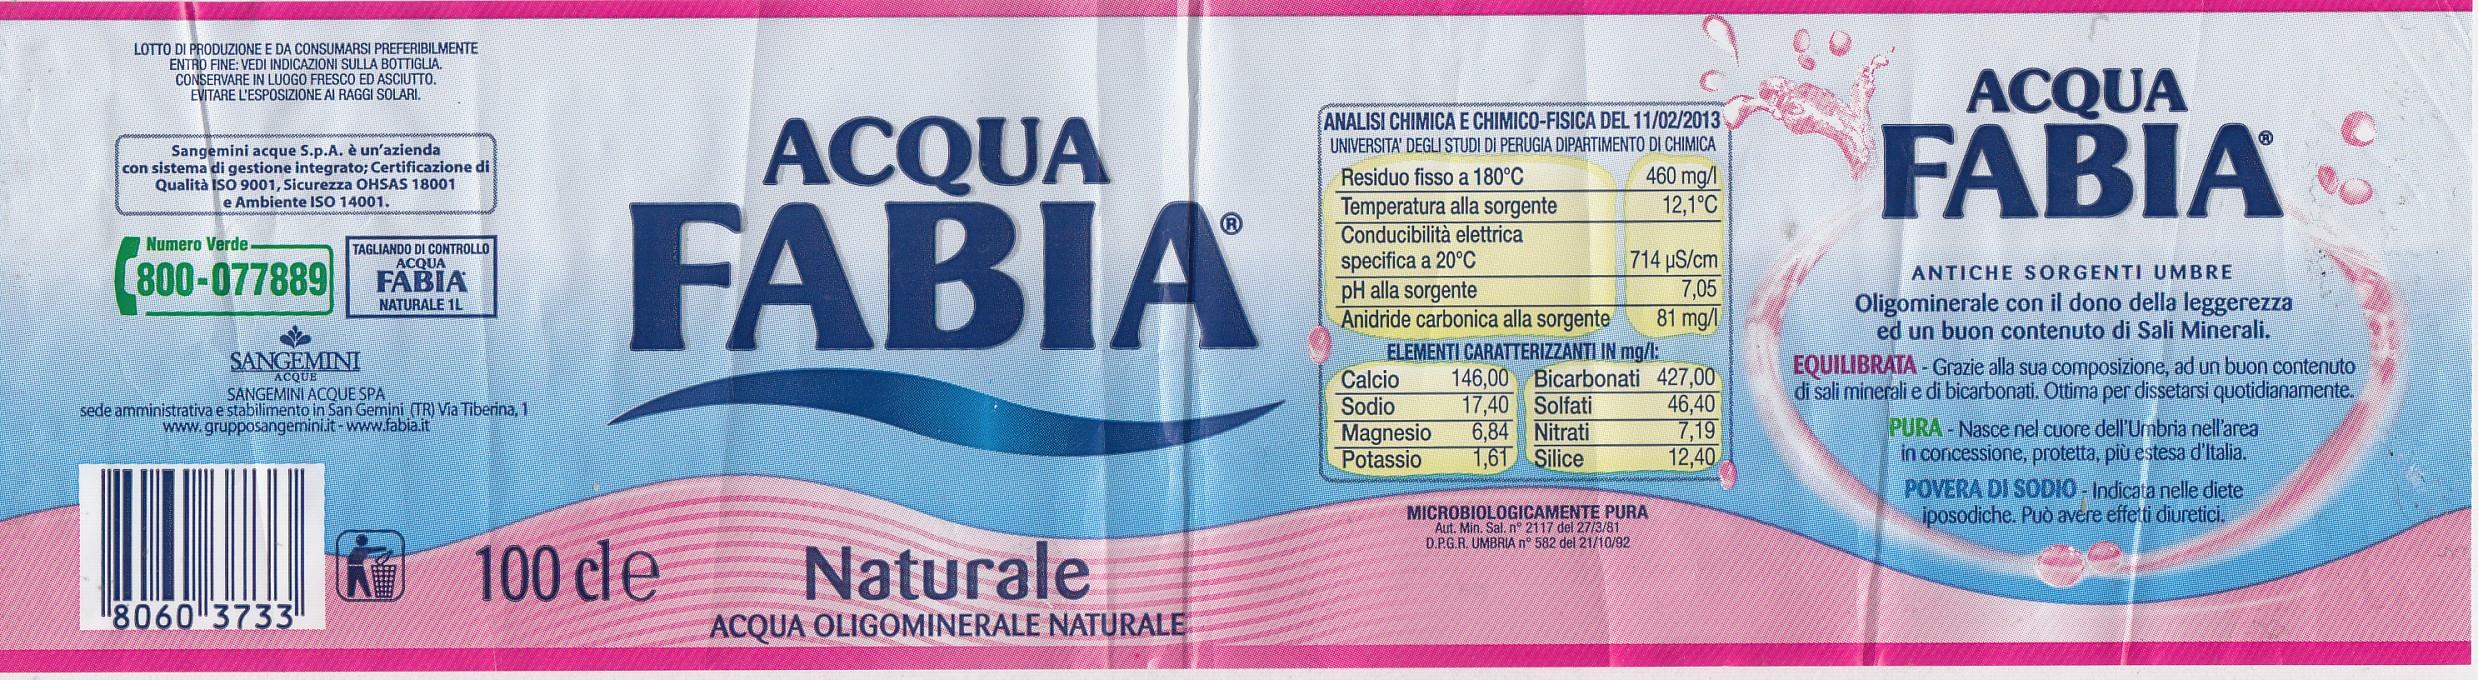 LOTTO DI PRODUZIONE E DA CONSUMARSI PREFERIBILMENTE
ENTRO FINE: VEDI INDICAZIONI SULLA BOTTIGLIA.
CONSERVARE IN LUOGO FRESCO ED ASCIUTTO.
EVITARE L'ESPOSIZIONE AI RAGGI SOLARI.
Sangemini acque S.p.A. è un'azienda
con sistema di gestione integrato; Certificazione di
Qualità ISO 9001, Sicurezza OHSAS 18001
e Ambiente ISO 14001.
Numero Verde
800-077889
TAGLIANDO DI CONTROLLO
ACQUA
FABIA
NATURALE 1L
SANGEMINI
ACQUE
SANGEMINI ACQUE SPA
sede amministrativa e stabilimento in San Gemini (TR) Via Tiberina, 1
www.grupposangemini.it - www.fabia.it
8060 3733
100 cl e
ACQUA
FABIA®
Naturale
ACQUA OLIGOMINERALE NATURALE
ANALISI CHIMICA E CHIMICO-FISICA DEL 11/02/2013
UNIVERSITA' DEGLI STUDI DI PERUGIA DIPARTIMENTO DI CHIMICA
Residuo fisso a 180°C 460 mg/l
Temperatura alla sorgente 12,1°C
Conducibilità elettrica
specifica a 20°C 714 µS/cm
pH alla sorgente 7,05
Anidride carbonica alla sorgente 81 mg/l
ELEMENTI CARATTERIZZANTI IN mg/l:
Calcio 146,00 Bicarbonati 427,00
Sodio 17,40 Solfati 46,40
Magnesio 6,84 Nitrati 7,19
Potassio 1,61 Silice 12,40
MICROBIOLOGICAMENTE PURA
Aut. Min. Sal. n° 2117 del 27/3/81
D.P.G.R. UMBRIA n° 582 del 21/10/92
ACQUA
FABIA®
ANTICHE SORGENTI UMBRE
Oligominerale con il dono della leggerezza
ed un buon contenuto di Sali Minerali.
EQUILIBRATA - Grazie alla sua composizione, ad un buon contenuto
di sali minerali e di bicarbonati. Ottima per dissetarsi quotidianamente.
PURA - Nasce nel cuore dell'Umbria nell'area
in concessione, protetta, più estesa d'Italia.
POVERA DI SODIO - Indicata nelle diete
iposodiche. Può avere effetti diuretici.